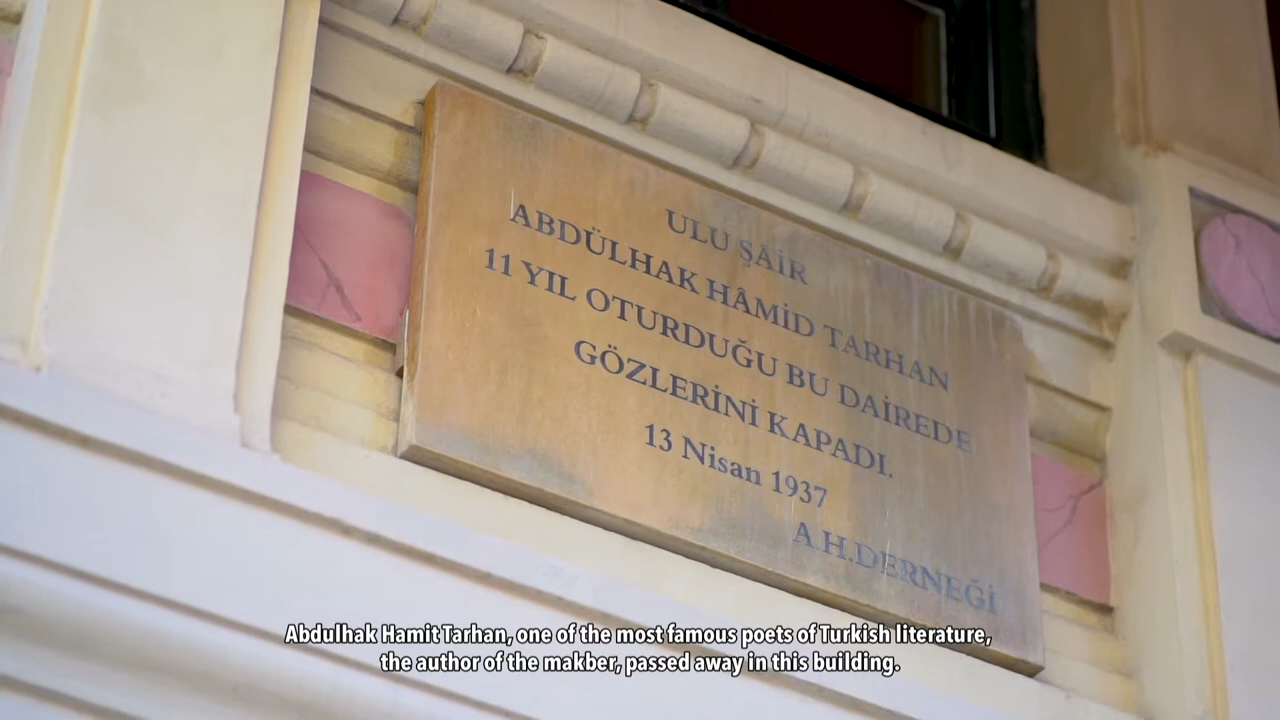 ULU ŞÂİR
ABDÜLHAK HÂMİD TARHAN
11 YIL OTURDUĞU BU DAİREDE
GÖZLERİNİ KAPADI.
13 Nisan 1937
A.H.DERNEĞİ
Abdulhak Hamit Tarhan, one of the most famous poets of Turkish literature,
the author of the makber, passed away in this building.